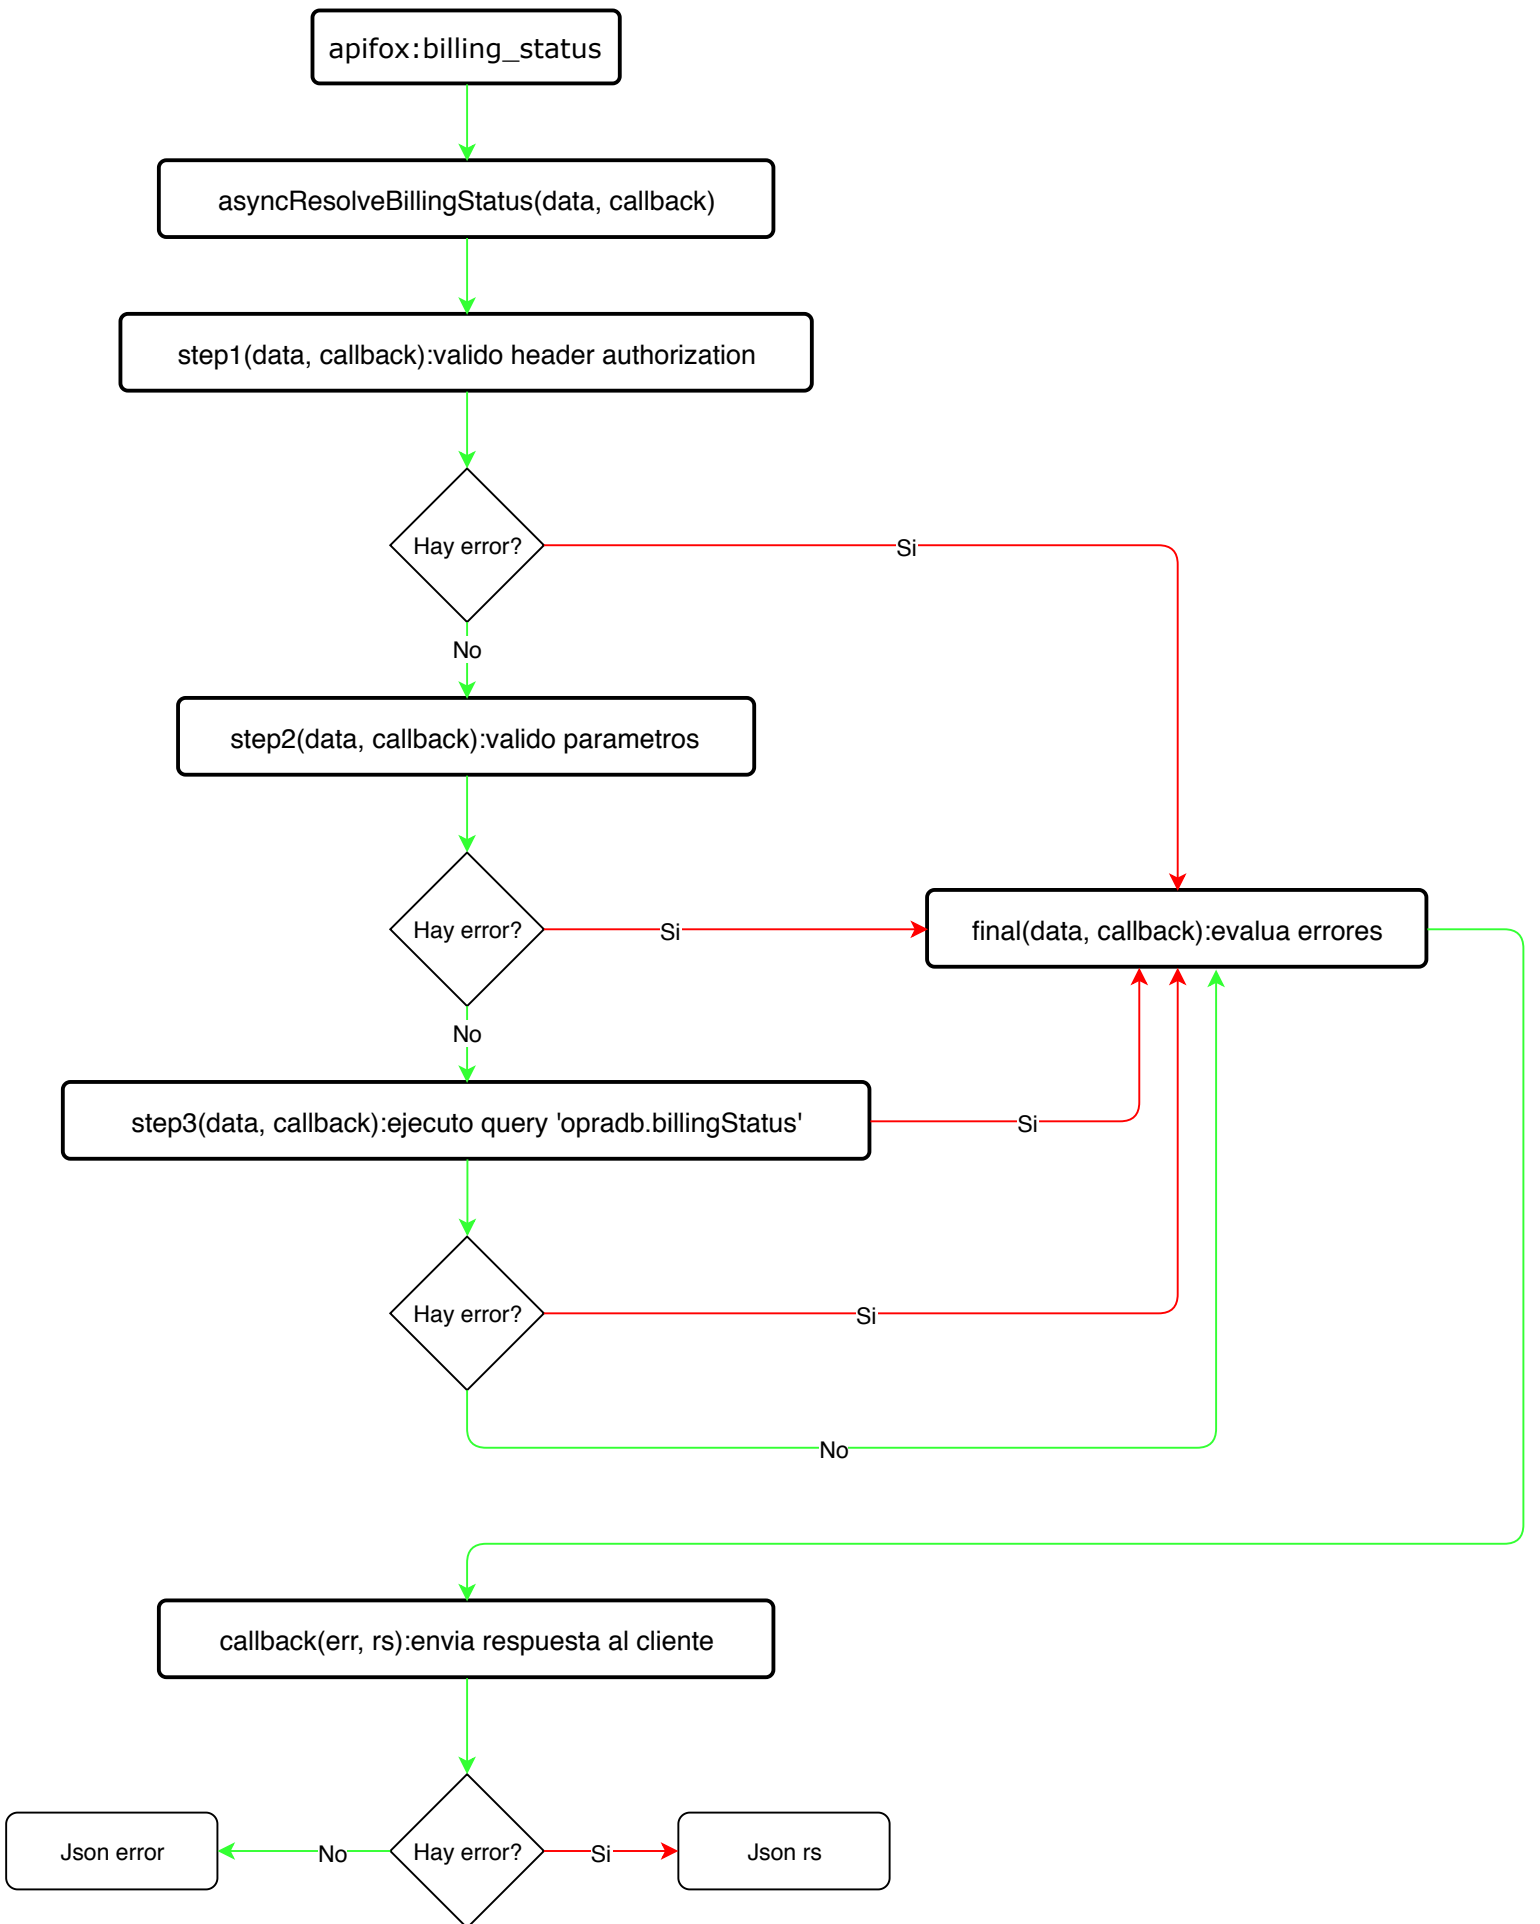 apifox:billing_status
asyncResolveBillingStatus(data, callback)
step1(data, callback):valido header authorization
Hay error?
Si
No
step2(data, callback):valido parametros
Hay error?
Si
final(data, callback):evalua errores
No
step3(data, callback):ejecuto query 'opradb.billingStatus'
Si
Hay error?
Si
No
callback(err, rs):envia respuesta al cliente
Json error
No
Hay error?
Si
Json rs